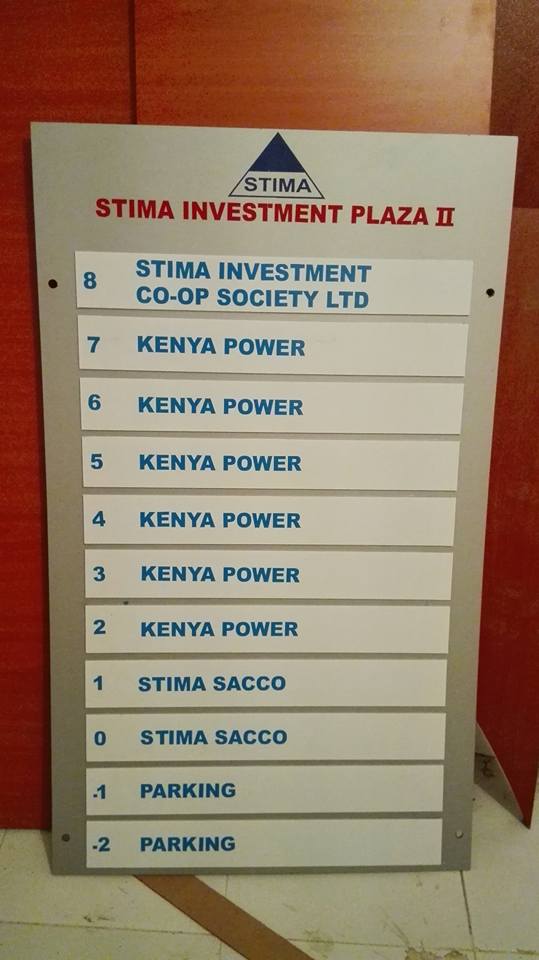 STIMA
STIMA INVESTMENT PLAZA II
8 STIMA INVESTMENT
CO-OP SOCIETY LTD
7 KENYA POWER
6 KENYA POWER
5 KENYA POWER
4 KENYA POWER
3 KENYA POWER
2 KENYA POWER
1 STIMA SACCO
0 STIMA SACCO
-1 PARKING
-2 PARKING